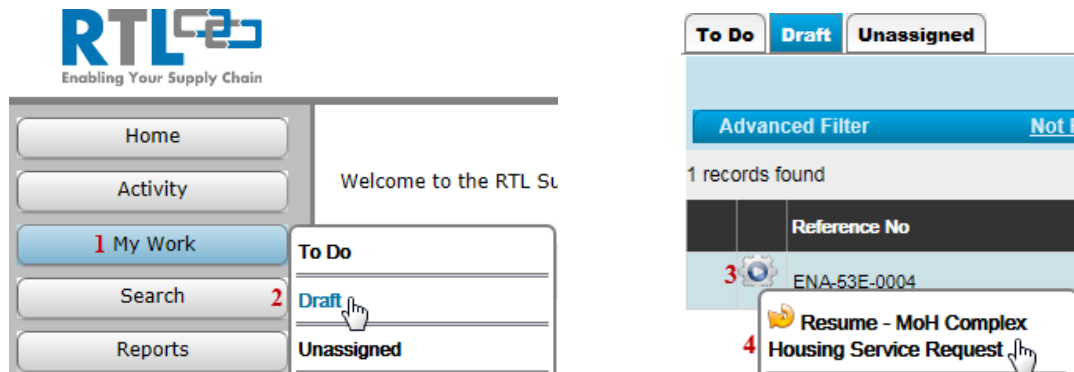 RTL
Enabling Your Supply Chain
Home
Activity
Welcome to the RTL Su
1 My Work
To Do
Search
2 Draft
Reports
Unassigned
To Do Draft Unassigned
Advanced Filter Not
1 records found
Reference No
3 ENA-53E-0004
Resume - MoH Complex
4 Housing Service Request